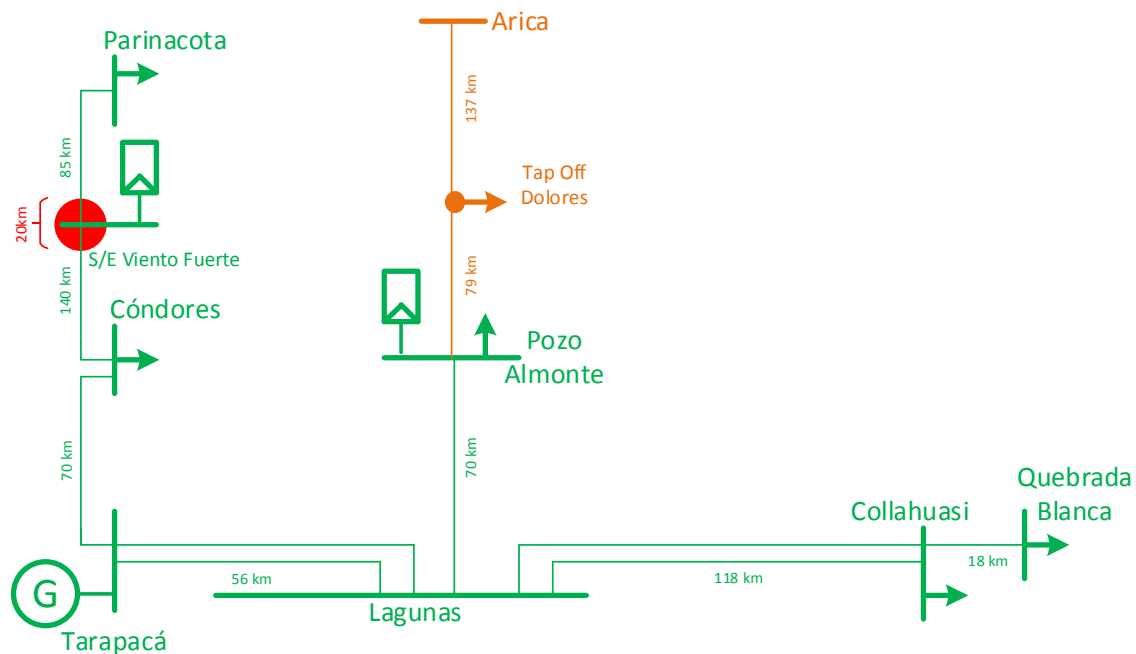 Arica
Parinacota
137 km
85 km
Tap Off
Dolores
20km
S/E Viento Fuerte
79 km
140 km
Cóndores
Pozo
Almonte
70 km
70 km
Quebrada
Blanca
Collahuasi
18 km
56 km
118 km
G
Lagunas
Tarapacá